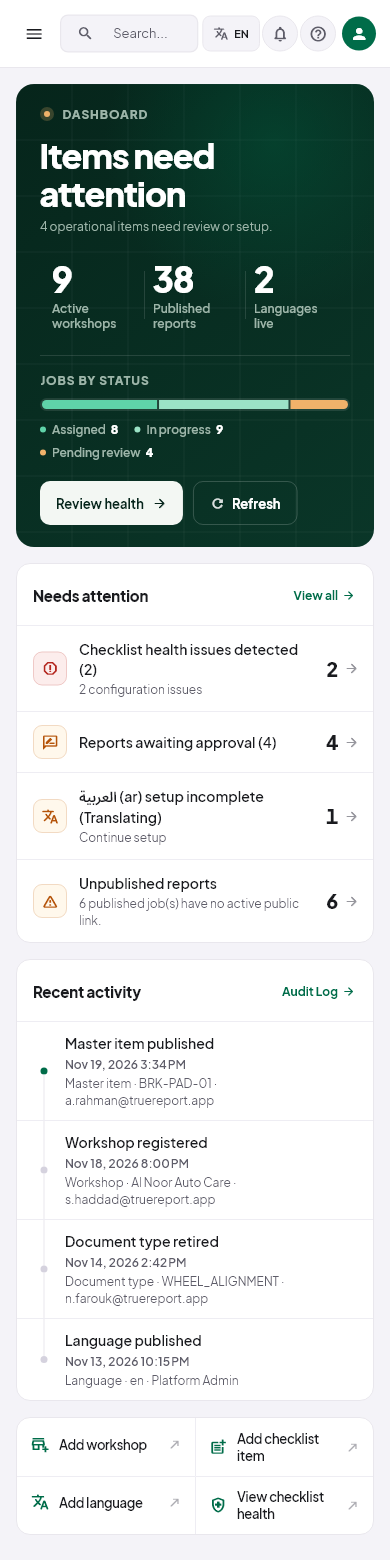 Search...
EN
DASHBOARD
Items need
attention
4 operational items need review or setup.
9
Active
workshops
38
Published
reports
2
Languages
live
JOBS BY STATUS
Assigned 8
In progress 9
Pending review 4
Review health
Refresh
Needs attention
View all
Checklist health issues detected
(2)
2 configuration issues
2
Reports awaiting approval (4)
4
العربية (ar) setup incomplete
(Translating)
Continue setup
1
Unpublished reports
6 published job(s) have no active public
link.
6
Recent activity
Audit Log
Master item published
Nov 19, 2026 3:34 PM
Master item · BRK-PAD-01 ·
a.rahman@truereport.app
Workshop registered
Nov 18, 2026 8:00 PM
Workshop · Al Noor Auto Care ·
s.haddad@truereport.app
Document type retired
Nov 14, 2026 2:42 PM
Document type · WHEEL_ALIGNMENT ·
n.farouk@truereport.app
Language published
Nov 13, 2026 10:15 PM
Language · en · Platform Admin
Add workshop
Add checklist
item
Add language
View checklist
health